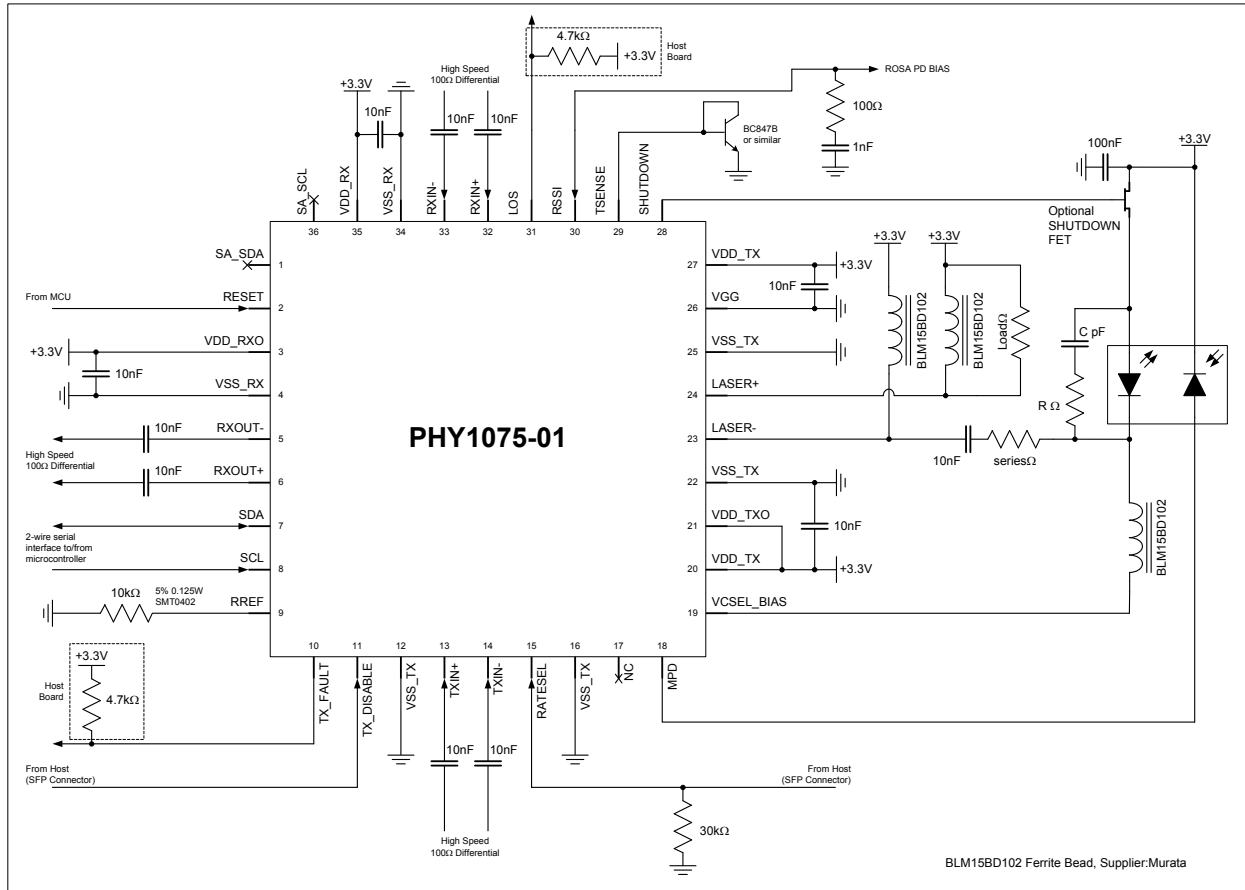 4.7kΩ
+3.3V
Host
Board
High Speed
100Ω Differential
+3.3V
10nF
10nF
10nF
ROSA PD BIAS
100Ω
1nF
BC847B
or similar
100nF
+3.3V
Optional
SHUTDOWN
FET
SA_SCL
VDD_RX
VSS_RX
RXIN-
RXIN+
LOS
RSSI
TSENSE
SHUTDOWN
36
35
34
33
32
31
30
29
28
SA_SDA
1
From MCU
RESET
2
+3.3V
VDD_RXO
3
10nF
VSS_RX
4
10nF
RXOUT-
5
High Speed
100Ω Differential
10nF
RXOUT+
6
SDA
7
2-wire serial
interface to/from
microcontroller
SCL
8
10kΩ
5% 0.125W
SMT0402
RREF
9
PHY1075-01
27
VDD_TX
+3.3V
10nF
26
VGG
25
VSS_TX
24
LASER+
23
LASER-
22
VSS_TX
21
VDD_TXO
10nF
20
VDD_TX
+3.3V
19
VCSEL_BIAS
+3.3V
+3.3V
BLM15BD102
BLM15BD102
LoadΩ
C pF
R Ω
10nF
seriesΩ
BLM15BD102
10
11
12
13
14
15
16
17
18
TX_FAULT
TX_DISABLE
VSS_TX
TXIN+
TXIN-
RATESEL
VSS_TX
NC
MPD
+3.3V
Host
Board
4.7kΩ
From Host
(SFP Connector)
10nF
10nF
High Speed
100Ω Differential
From Host
(SFP Connector)
30kΩ
BLM15BD102 Ferrite Bead, Supplier:Murata